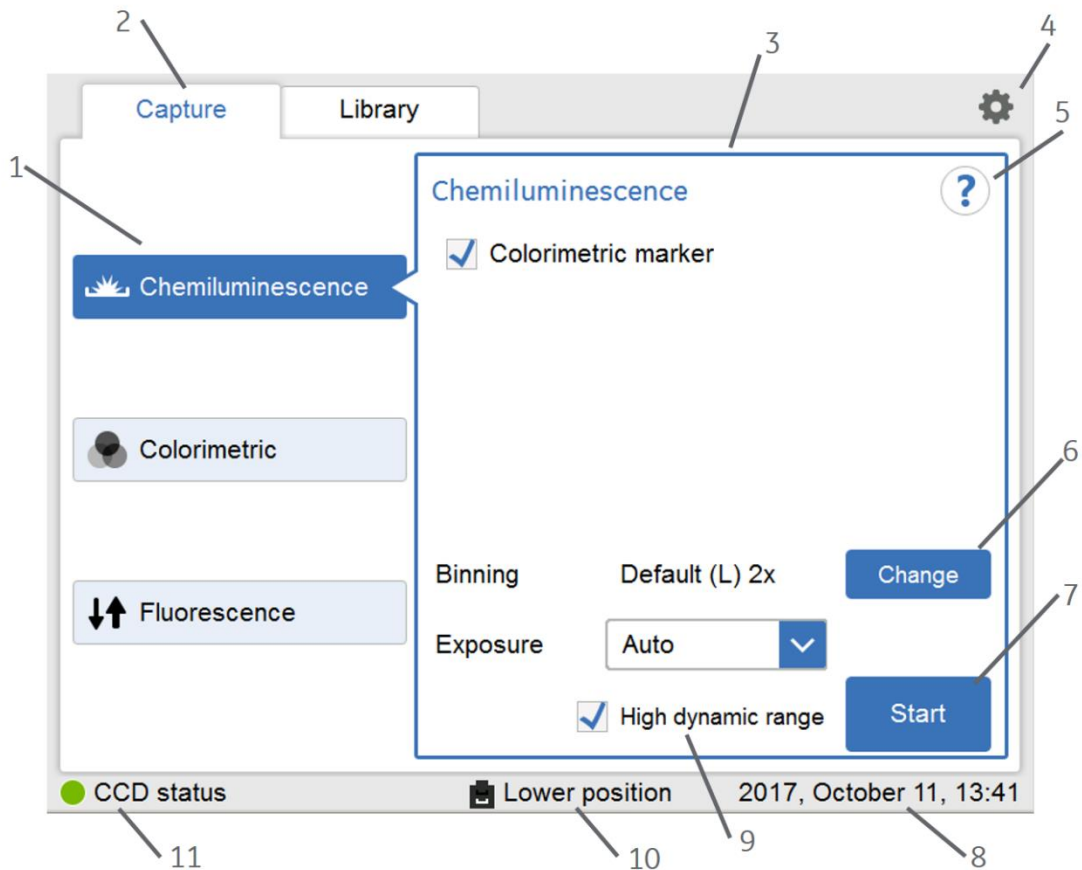 2
3
4
Capture
Library
5
1
Chemiluminescence
?
Colorimetric marker
Chemiluminescence
Colorimetric
6
Binning
Default (L) 2x
Change
Fluorescence
7
Exposure
Auto
High dynamic range
Start
CCD status
Lower position
2017, October 11, 13:41
9
11
10
8